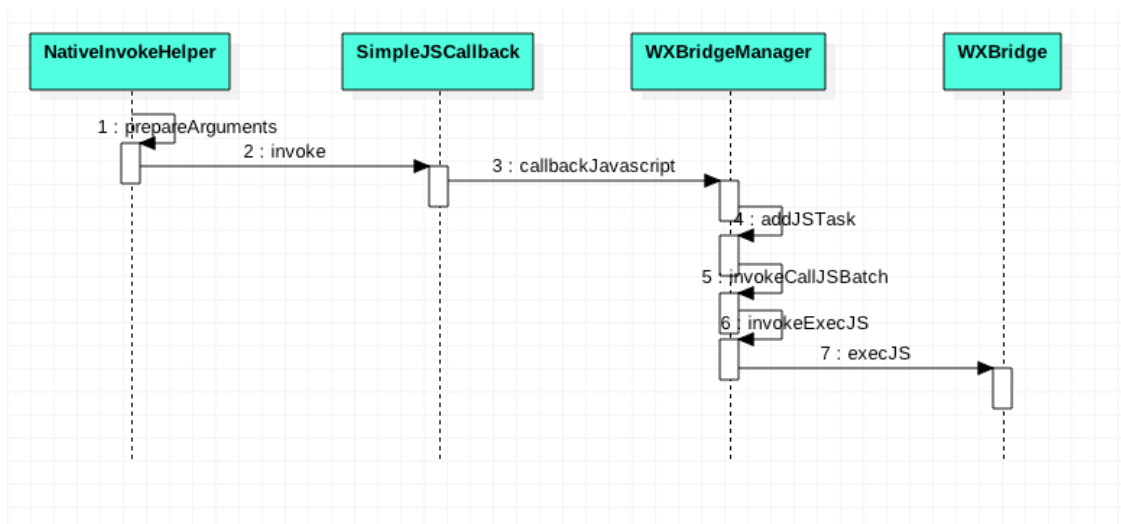 NativeInvokeHelper
SimpleJSCallback
WXBridgeManager
WXBridge
1 : prepareArguments
2 : invoke
3 : callbackJavascript
4 : addJSTask
5 : invokeCallJSBatch
6 : invokeExecJS
7 : execJS